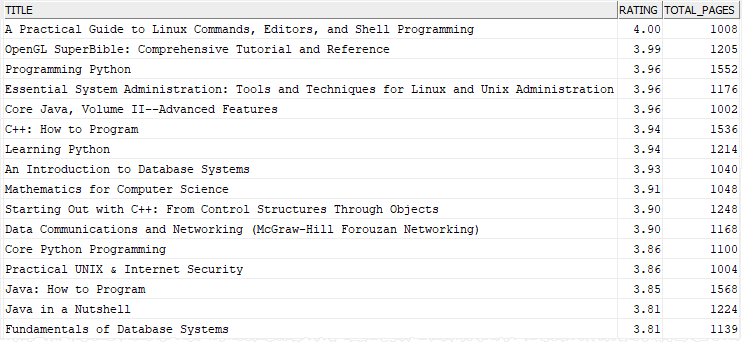 TITLE RATING TOTAL_PAGES
A Practical Guide to Linux Commands, Editors, and Shell Programming 4.00 1008
OpenGL SuperBible: Comprehensive Tutorial and Reference 3.99 1205
Programming Python 3.96 1552
Essential System Administration: Tools and Techniques for Linux and Unix Administration 3.96 1176
Core Java, Volume II--Advanced Features 3.96 1002
C++: How to Program 3.94 1536
Learning Python 3.94 1214
An Introduction to Database Systems 3.93 1040
Mathematics for Computer Science 3.91 1048
Starting Out with C++: From Control Structures Through Objects 3.90 1248
Data Communications and Networking (McGraw-Hill Forouzan Networking) 3.90 1168
Core Python Programming 3.86 1100
Practical UNIX & Internet Security 3.86 1004
Java: How to Program 3.85 1568
Java in a Nutshell 3.81 1224
Fundamentals of Database Systems 3.81 1139